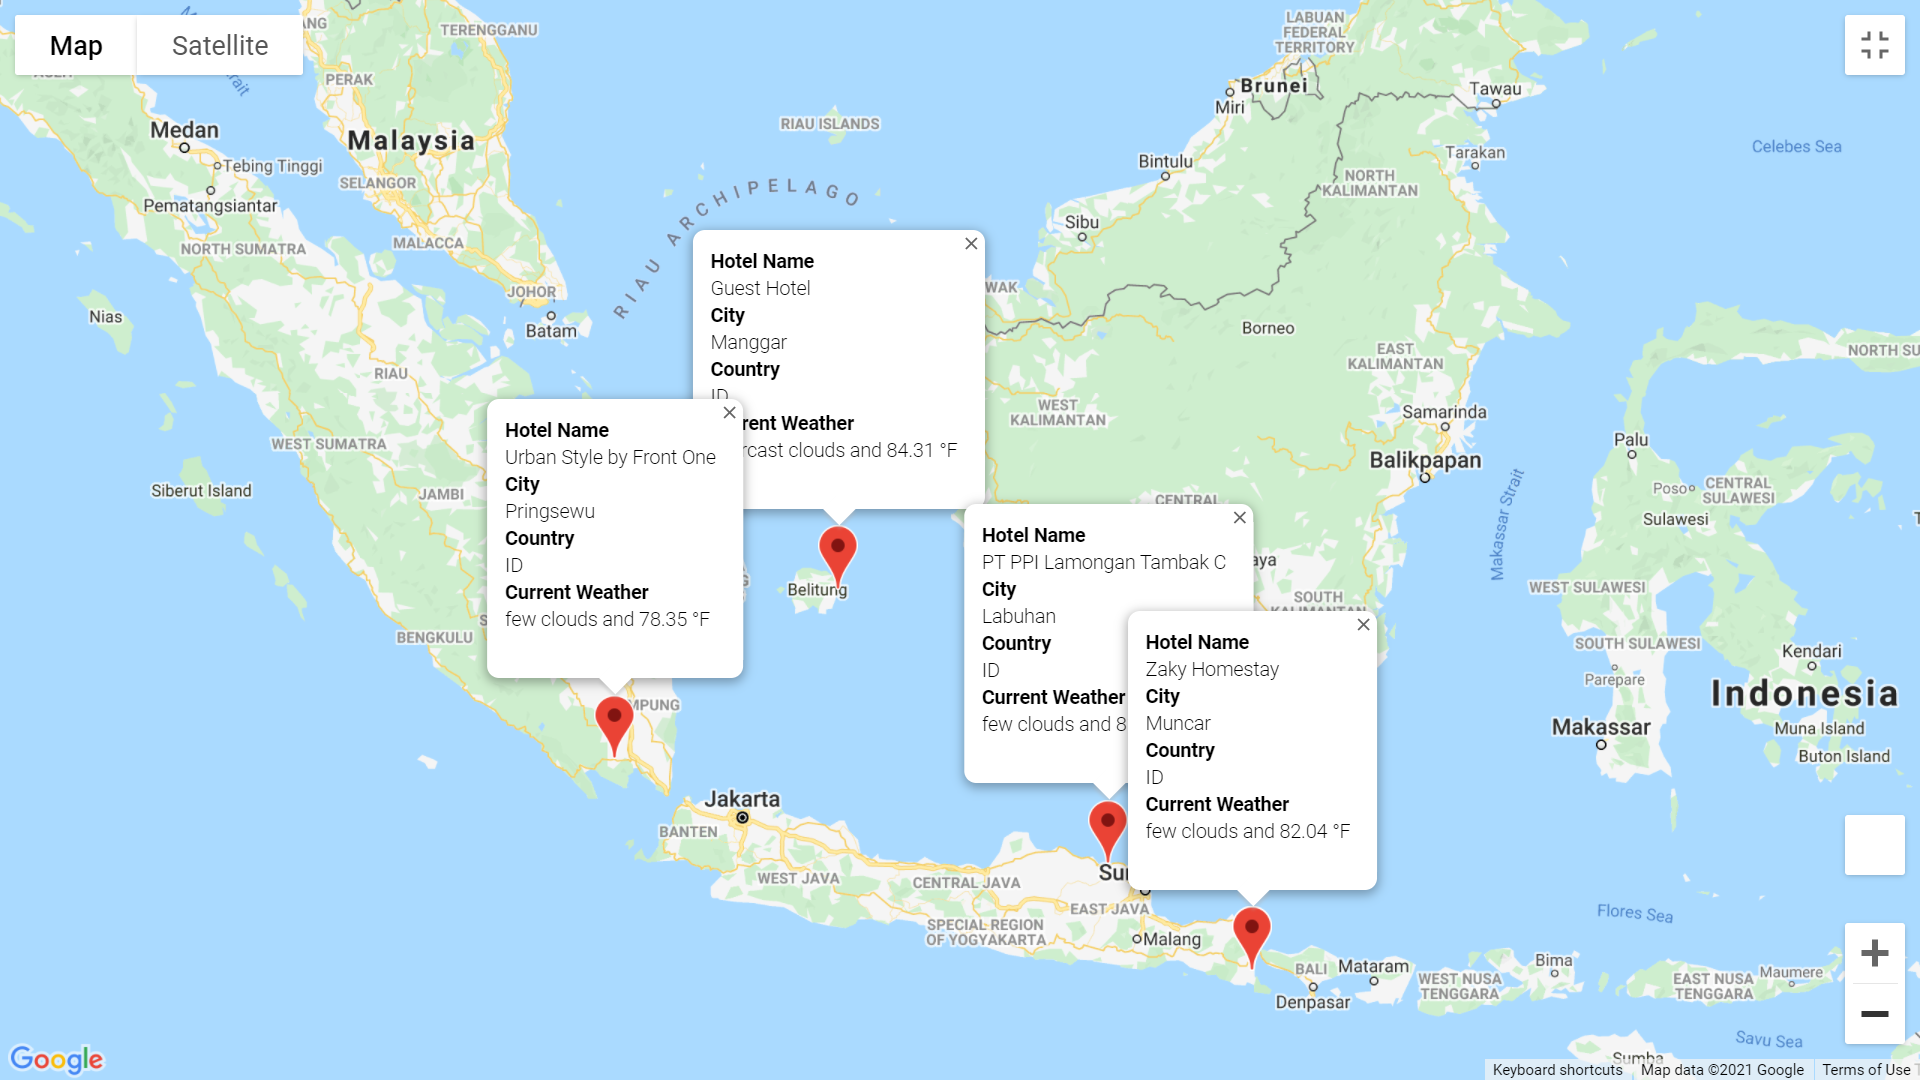 Map
Satellite
TERENGGANU
PERAK
Medan
Malaysia
Tebing Tinggi
SELANGOR
Pematangsiantar
NORTH SUMATRA
MALACCA
JOHOR
Batam
Nias
RIAU
WEST SUMATRA
Siberut Island
JAMBI
BENGKULU
RIAU ISLANDS
RIAU ARCHIPELAGO
LABUAN
FEDERAL
TERRITORY
Brunei
Miri
Tawau
Bintulu
Tarakan
NORTH
KALIMANTAN
Celebes Sea
Sibu
Borneo
EAST
KALIMANTAN
WEST
KALIMANTAN
Samarinda
Balikpapan
Palu
Poso
CENTRAL
SULAWESI
Sulawesi
Makassar Strait
WEST SULAWESI
SOUTH SULAWESI
Kendari
Parepare
Indonesia
Makassar
Muna Island
Buton Island
CENTRAL
SOUTH
KALIMANTAN
Hotel Name
Guest Hotel
City
Manggar
Country
ID
rent Weather
rcast clouds and 84.31 °F
Hotel Name
Urban Style by Front One
City
Pringsewu
Country
ID
Current Weather
few clouds and 78.35 °F
Belitung
Hotel Name
PT PPI Lamongan Tambak C
City
Labuhan
Country
ID
Current Weather
few clouds and 8
Hotel Name
Zaky Homestay
City
Muncar
Country
ID
Current Weather
few clouds and 82.04 °F
MPUNG
Jakarta
BANTEN
WEST JAVA
CENTRAL JAVA
EAST JAVA
SPECIAL REGION
OF YOGYAKARTA
Malang
BALI
Denpasar
Mataram
WEST NUSA
TENGGARA
Bima
Flores Sea
EAST NUSA
TENGGARA
Maumere
Savu Sea
Sumba
Google
Keyboard shortcuts
Map data ©2021 Google
Terms of Use